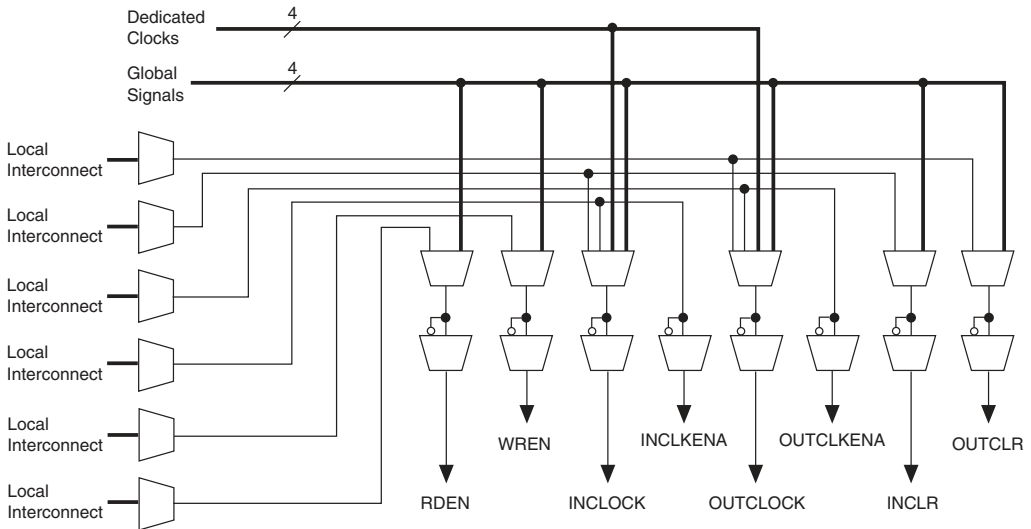 Dedicated
Clocks
4
Global
Signals
4
Local
Interconnect
Local
Interconnect
Local
Interconnect
Local
Interconnect
Local
Interconnect
Local
Interconnect
WREN
INCLKENA
OUTCLKENA
OUTCLR
RDEN
INCLOCK
OUTCLOCK
INCLR